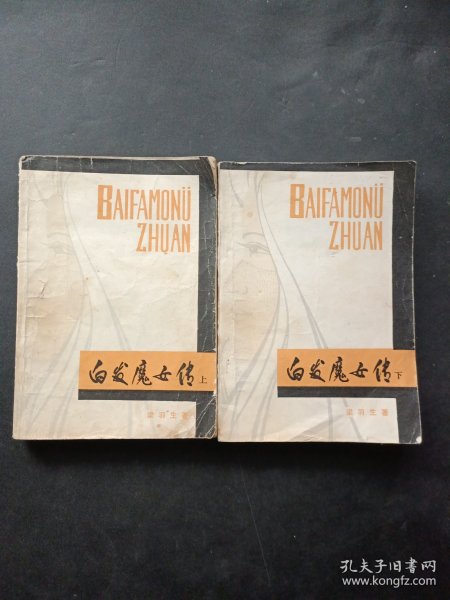 BAIFAMONÜ
ZHUAN
白发魔女传 上
梁羽生著
BAIFAMONÜ
ZHUAN
白发魔女传 下
梁羽生著
孔夫子旧书网
www.kongfz.com